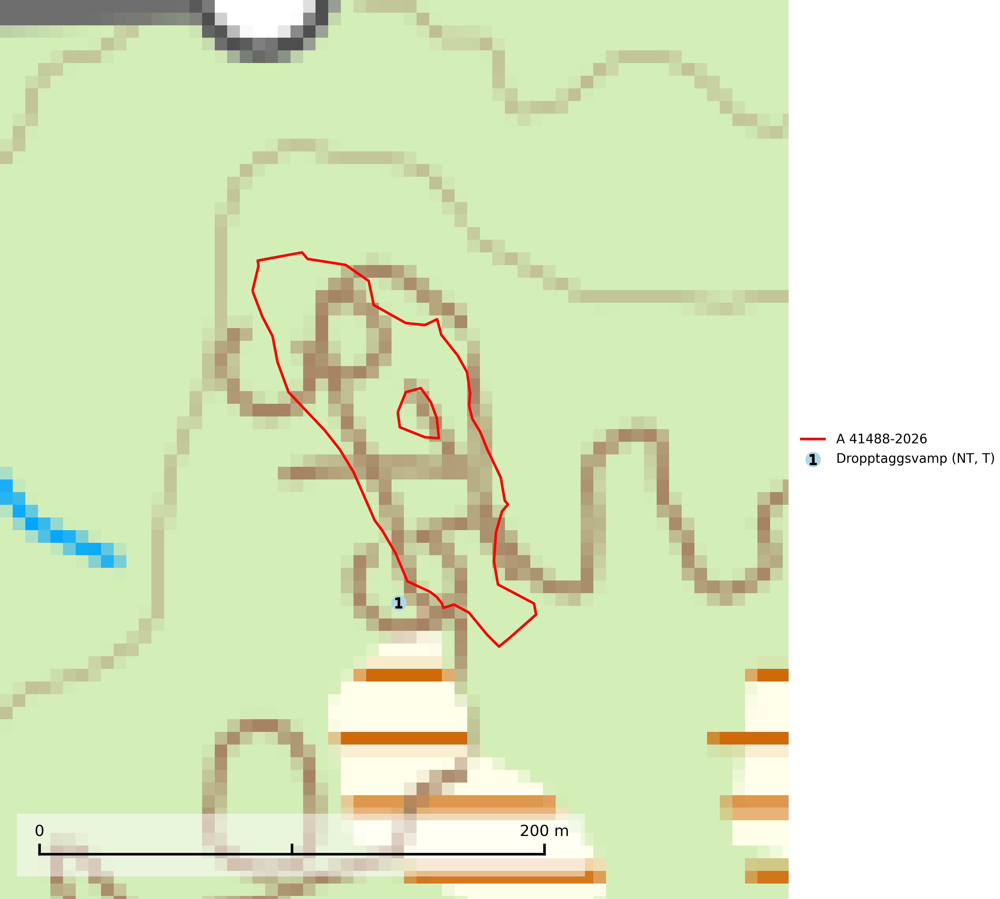 A 41488-2026
1 Dropptaggsvamp (NT, T)
1
0 200 m